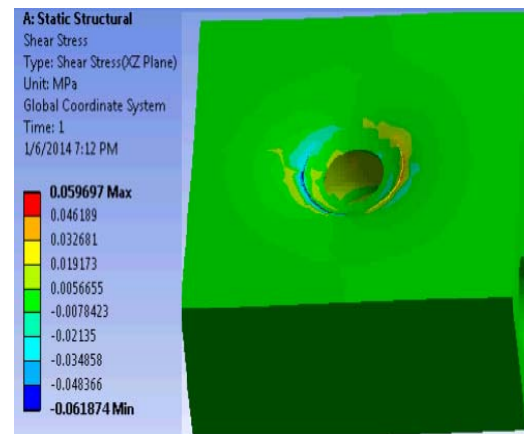 A: Static Structural
Shear Stress
Type: Shear Stress(XZ Plane)
Unit: MPa
Global Coordinate System
Time: 1
1/6/2014 7:12 PM
0.059697 Max
0.046189
0.032681
0.019173
0.0056655
-0.0078423
-0.02135
-0.034858
-0.048366
-0.061874 Min